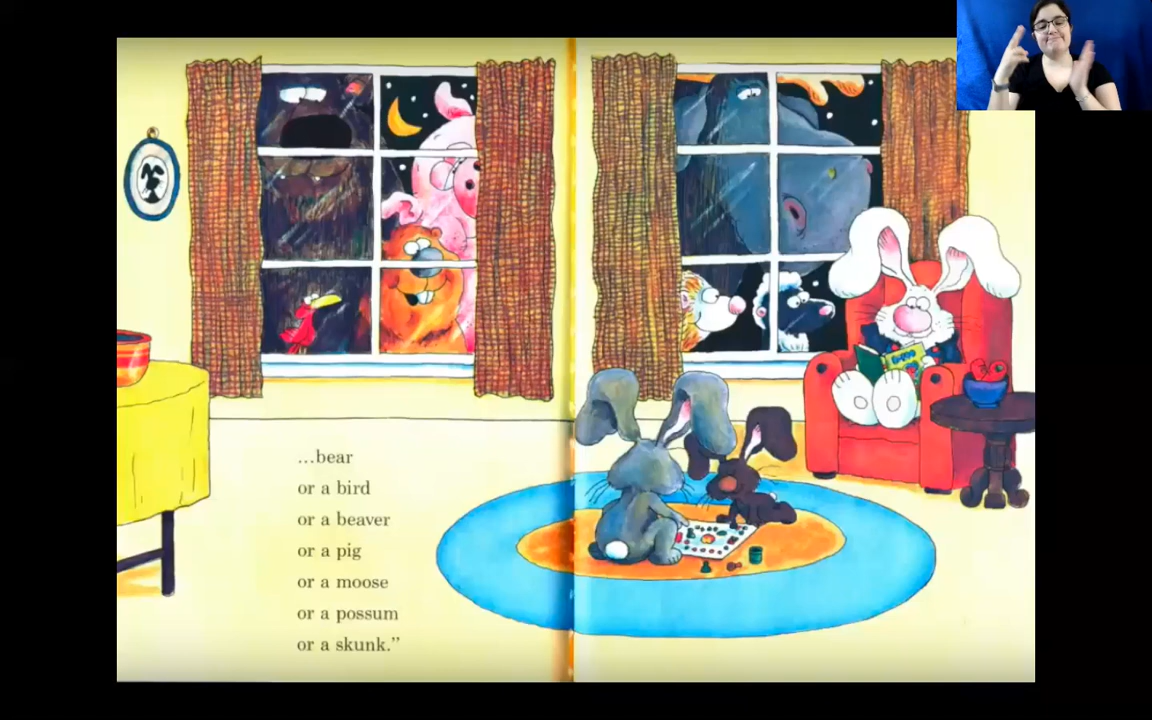 ...bear
or a bird
or a beaver
or a pig
or a moose
or a possum
or a skunk.”